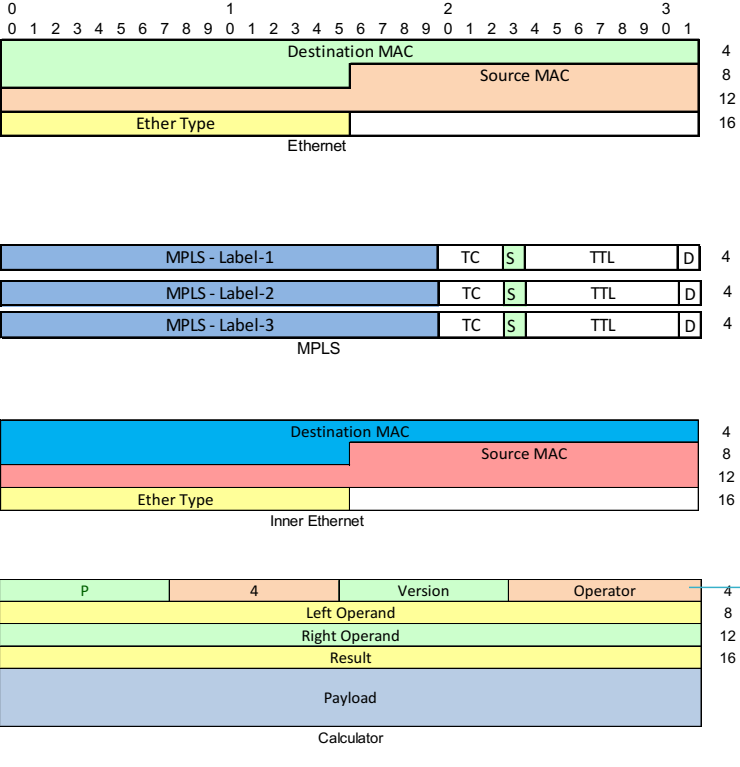 0 1 2 3
0 1 2 3 4 5 6 7 8 9 0 1 2 3 4 5 6 7 8 9 0 1 2 3 4 5 6 7 8 9 0 1
Destination MAC 4
Source MAC 8
12
Ether Type 16
Ethernet
MPLS - Label-1 TC S TTL D 4
MPLS - Label-2 TC S TTL D 4
MPLS - Label-3 TC S TTL D 4
MPLS
Destination MAC 4
Source MAC 8
12
Ether Type 16
Inner Ethernet
P 4 Version Operator 4
Left Operand 8
Right Operand 12
Result 16
Payload
Calculator